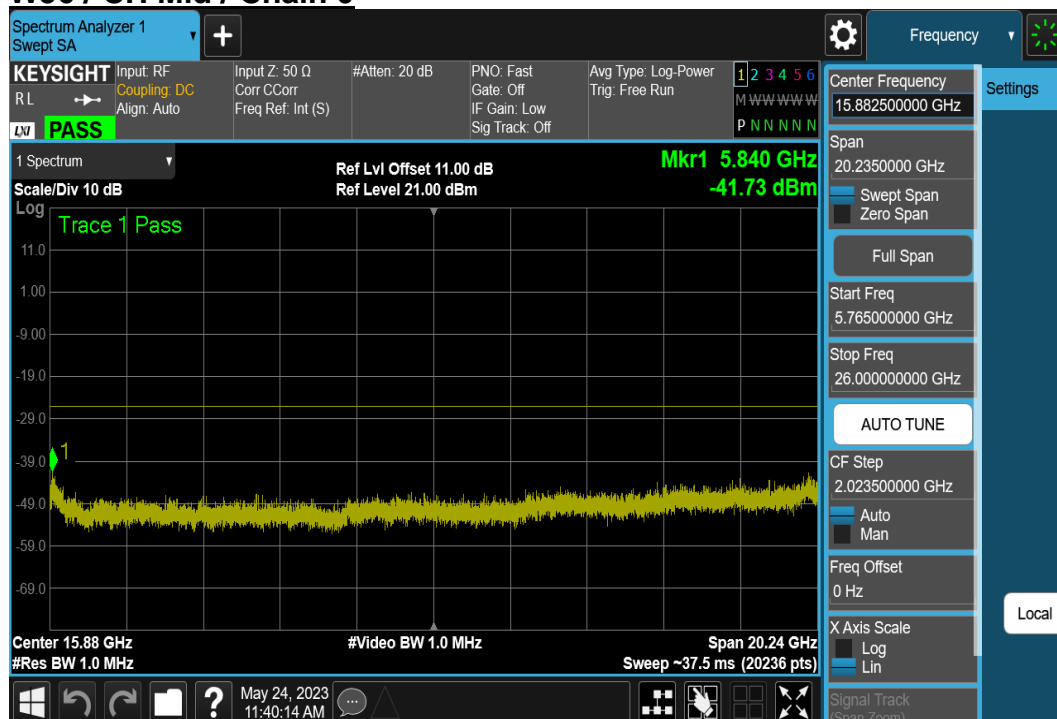 Spectrum Analyzer 1
Swept SA
Frequency
KEYSIGHT
RL
LXI PASS
Input: RF
Coupling: DC
Align: Auto
Input Z: 50 Ω
Corr CCorr
Freq Ref: Int (S)
#Atten: 20 dB
PNO: Fast
Gate: Off
IF Gain: Low
Sig Track: Off
Avg Type: Log-Power
Trig: Free Run
1 2 3 4 5 6
M W W W W W
P N N N N N
Center Frequency
15.882500000 GHz
Settings
1 Spectrum
Scale/Div 10 dB
Ref Lvl Offset 11.00 dB
Ref Level 21.00 dBm
Mkr1 5.840 GHz
-41.73 dBm
Span
20.2350000 GHz
Swept Span
Zero Span
Full Span
Start Freq
5.765000000 GHz
Stop Freq
26.000000000 GHz
AUTO TUNE
CF Step
2.023500000 GHz
Auto
Man
Freq Offset
0 Hz
X Axis Scale
Log
Lin
Signal Track
(Span Zoom)
Local
Log
Trace 1 Pass
11.0
1.00
-9.00
-19.0
-29.0
-39.0
1
-49.0
-59.0
-69.0
Center 15.88 GHz
#Res BW 1.0 MHz
#Video BW 1.0 MHz
Span 20.24 GHz
Sweep ~37.5 ms (20236 pts)
?
May 24, 2023
11:40:14 AM